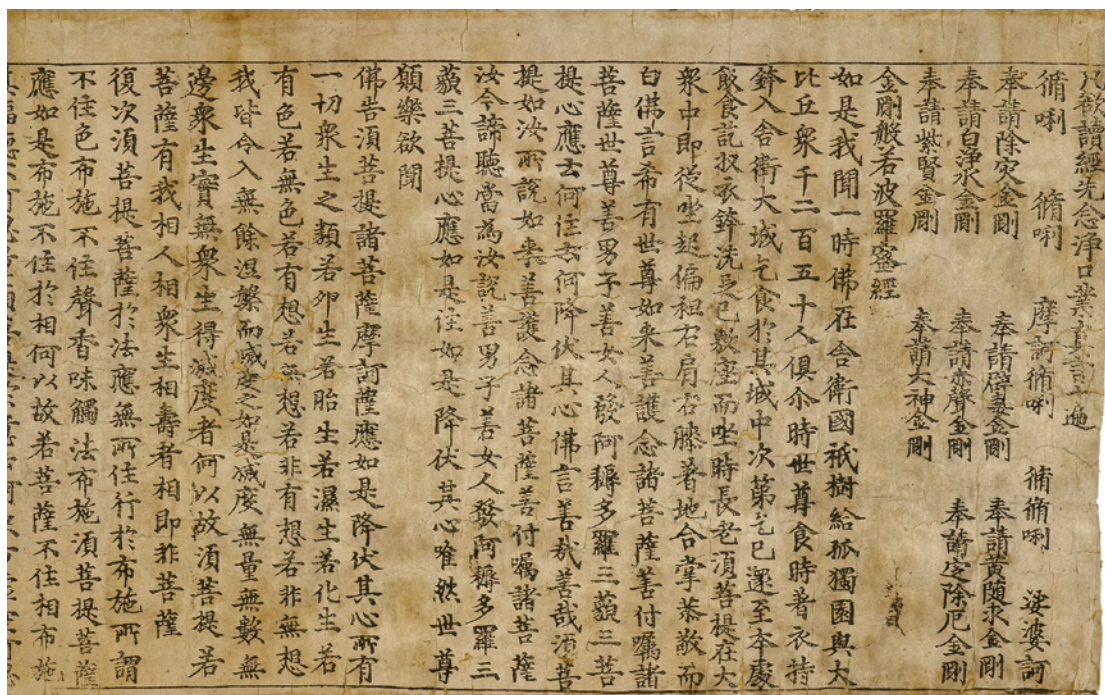 凡欲讀經先念淨口業真言一遍
脩唎 脩唎 摩訶脩唎 脩脩唎 娑婆訶
奉請除灾金剛 奉請辟毒金剛 奉請黃隨求金剛
奉請白淨水金剛 奉請赤聲金剛 奉請定除厄金剛
奉請紫賢金剛 奉請大神金剛
金剛般若波羅蜜經
如是我聞一時佛在舍衛國祇樹給孤獨園與大
比丘衆千二百五十人俱尒時世尊食時著衣持
鉢入舍衛大城乞食於其城中次第乞已還至本處
飯食訖収衣鉢洗足已敷座而坐時長老須菩提在大
衆中即從坐起偏袒右肩右膝著地合掌恭敬而
白佛言希有世尊如来善護念諸菩薩善付囑諸
菩薩世尊善男子善女人發阿耨多羅三藐三菩
提心應云何住云何降伏其心佛言善哉善哉須菩
提如汝所說如来善護念諸菩薩善付囑諸菩薩
汝今諦聽當為汝說善男子善女人發阿耨多羅三
藐三菩提心應如是住如是降伏其心唯然世尊
願樂欲聞
佛告須菩提諸菩薩摩訶薩應如是降伏其心所有
一切衆生之類若卵生若胎生若濕生若化生若
有色若無色若有想若無想若非有想若非無想
我皆令入無餘涅槃而滅度之如是滅度無量無數無
邊衆生實無衆生得滅度者何以故須菩提若
菩薩有我相人相衆生相壽者相即非菩薩
復次須菩提菩薩於法應無所住行於布施所謂
不住色布施不住聲香味觸法布施須菩提菩薩
應如是布施不住於相何以故若菩薩不住相布施